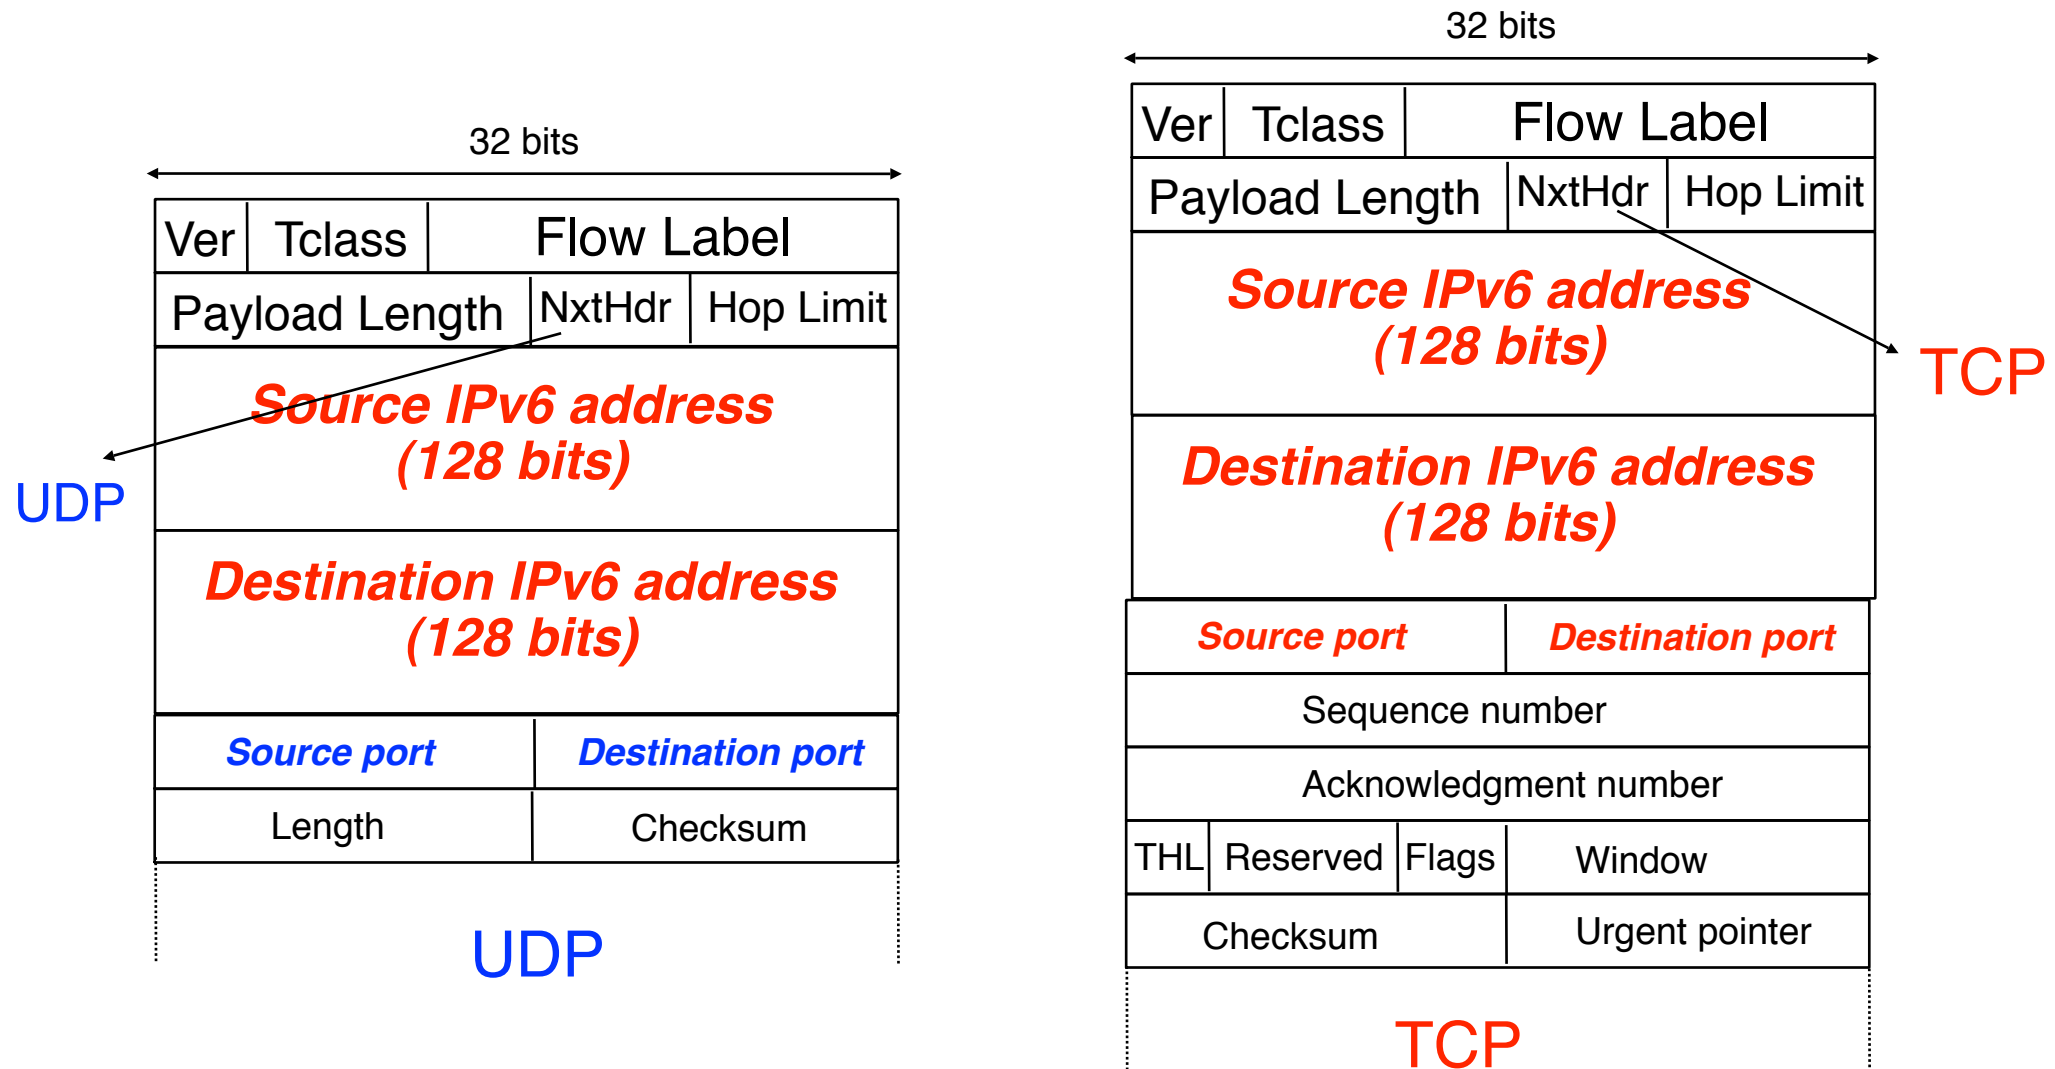 32 bits
Ver Tclass Flow Label
Payload Length NxtHdr Hop Limit
Source IPv6 address
(128 bits)
UDP
Destination IPv6 address
(128 bits)
Source port Destination port
Length Checksum
UDP
32 bits
Ver Tclass Flow Label
Payload Length NxtHdr Hop Limit
Source IPv6 address
(128 bits)
TCP
Destination IPv6 address
(128 bits)
Source port Destination port
Sequence number
Acknowledgment number
THL Reserved Flags Window
Checksum Urgent pointer
TCP